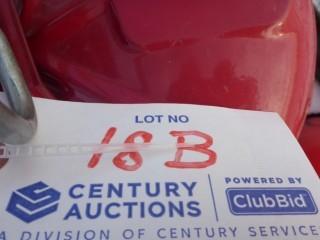 LOT NO
18B
CENTURY AUCTIONS
POWERED BY
ClubBid
A DIVISION OF CENTURY SERVICE